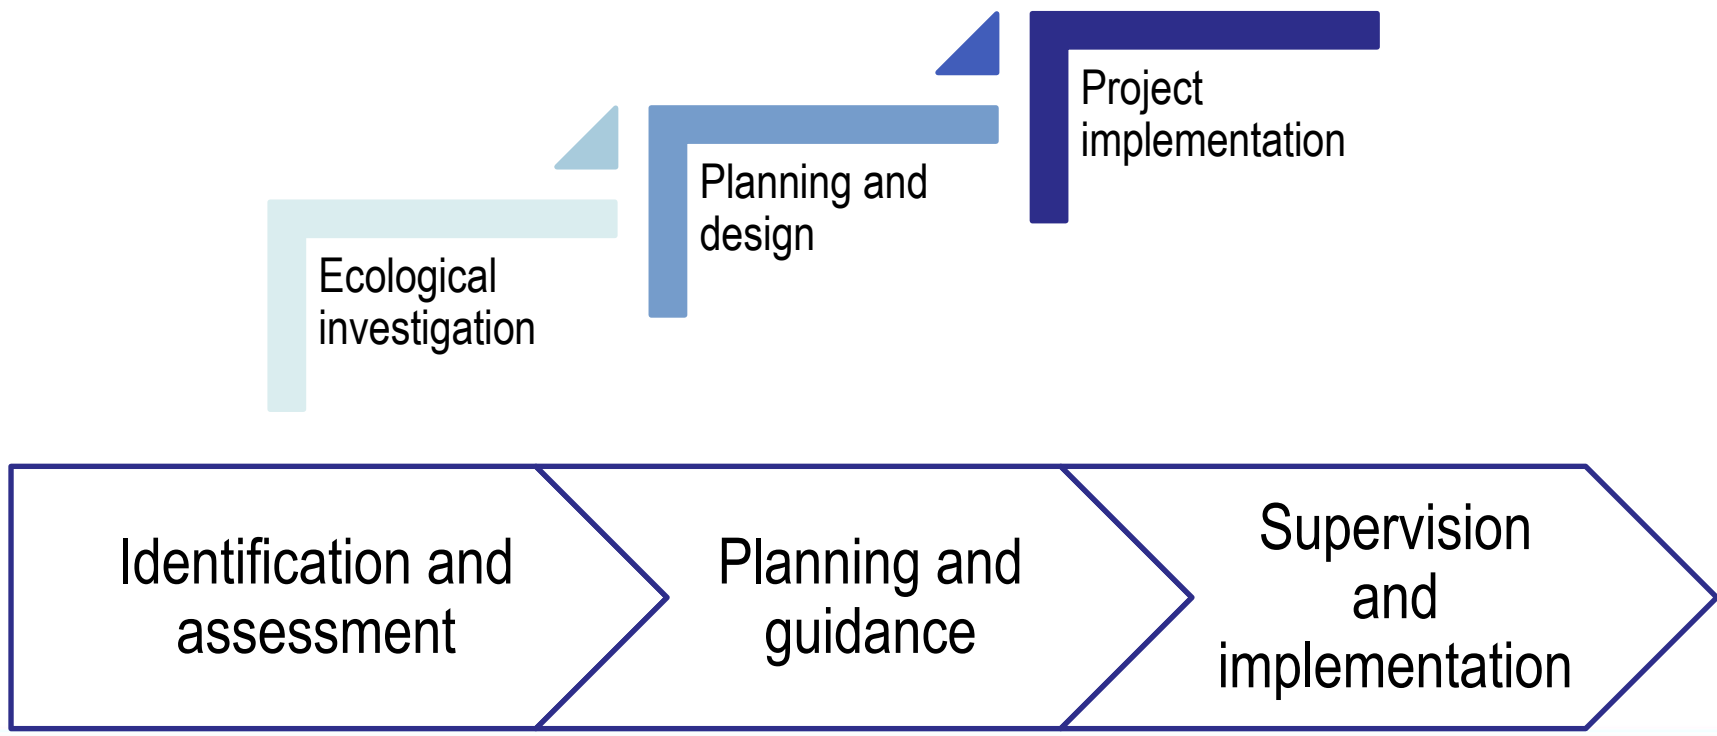 Ecological
investigation
Planning and
design
Project
implementation
Identification and
assessment
Planning and
guidance
Supervision
and
implementation